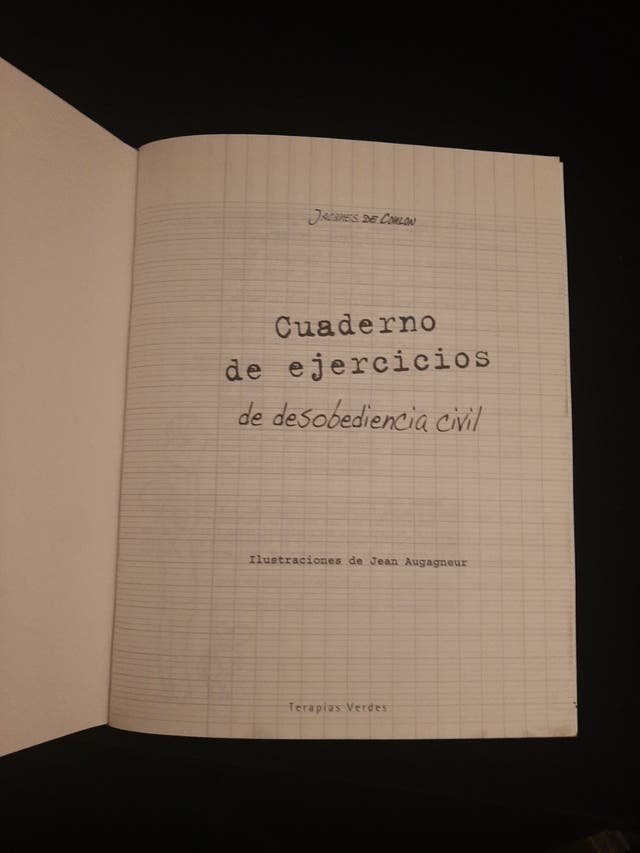 JACQUES DE COULON
Cuaderno
de ejercicios
de desobediencia civil
Ilustraciones de Jean Augagneur
Terapias Verdes